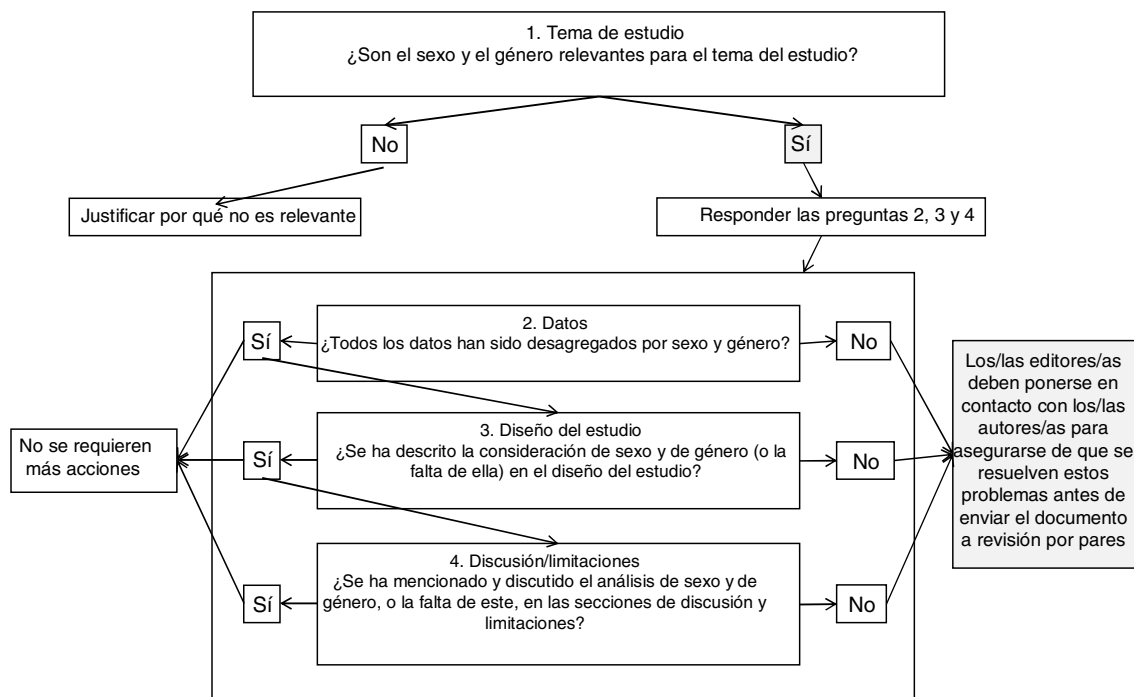 1. Tema de estudio
¿Son el sexo y el género relevantes para el tema del estudio?
No
Sí
Justificar por qué no es relevante
Responder las preguntas 2, 3 y 4
2. Datos
¿Todos los datos han sido desagregados por sexo y género?
Sí
No
3. Diseño del estudio
¿Se ha descrito la consideración de sexo y de género (o la
falta de ella) en el diseño del estudio?
Sí
No
4. Discusión/limitaciones
¿Se ha mencionado y discutido el análisis de sexo y de
género, o la falta de este, en las secciones de discusión y
limitaciones?
Sí
No
No se requieren
más acciones
Los/las editores/as
deben ponerse en
contacto con los/las
autores/as para
asegurarse de que se
resuelven estos
problemas antes de
enviar el documento
a revisión por pares